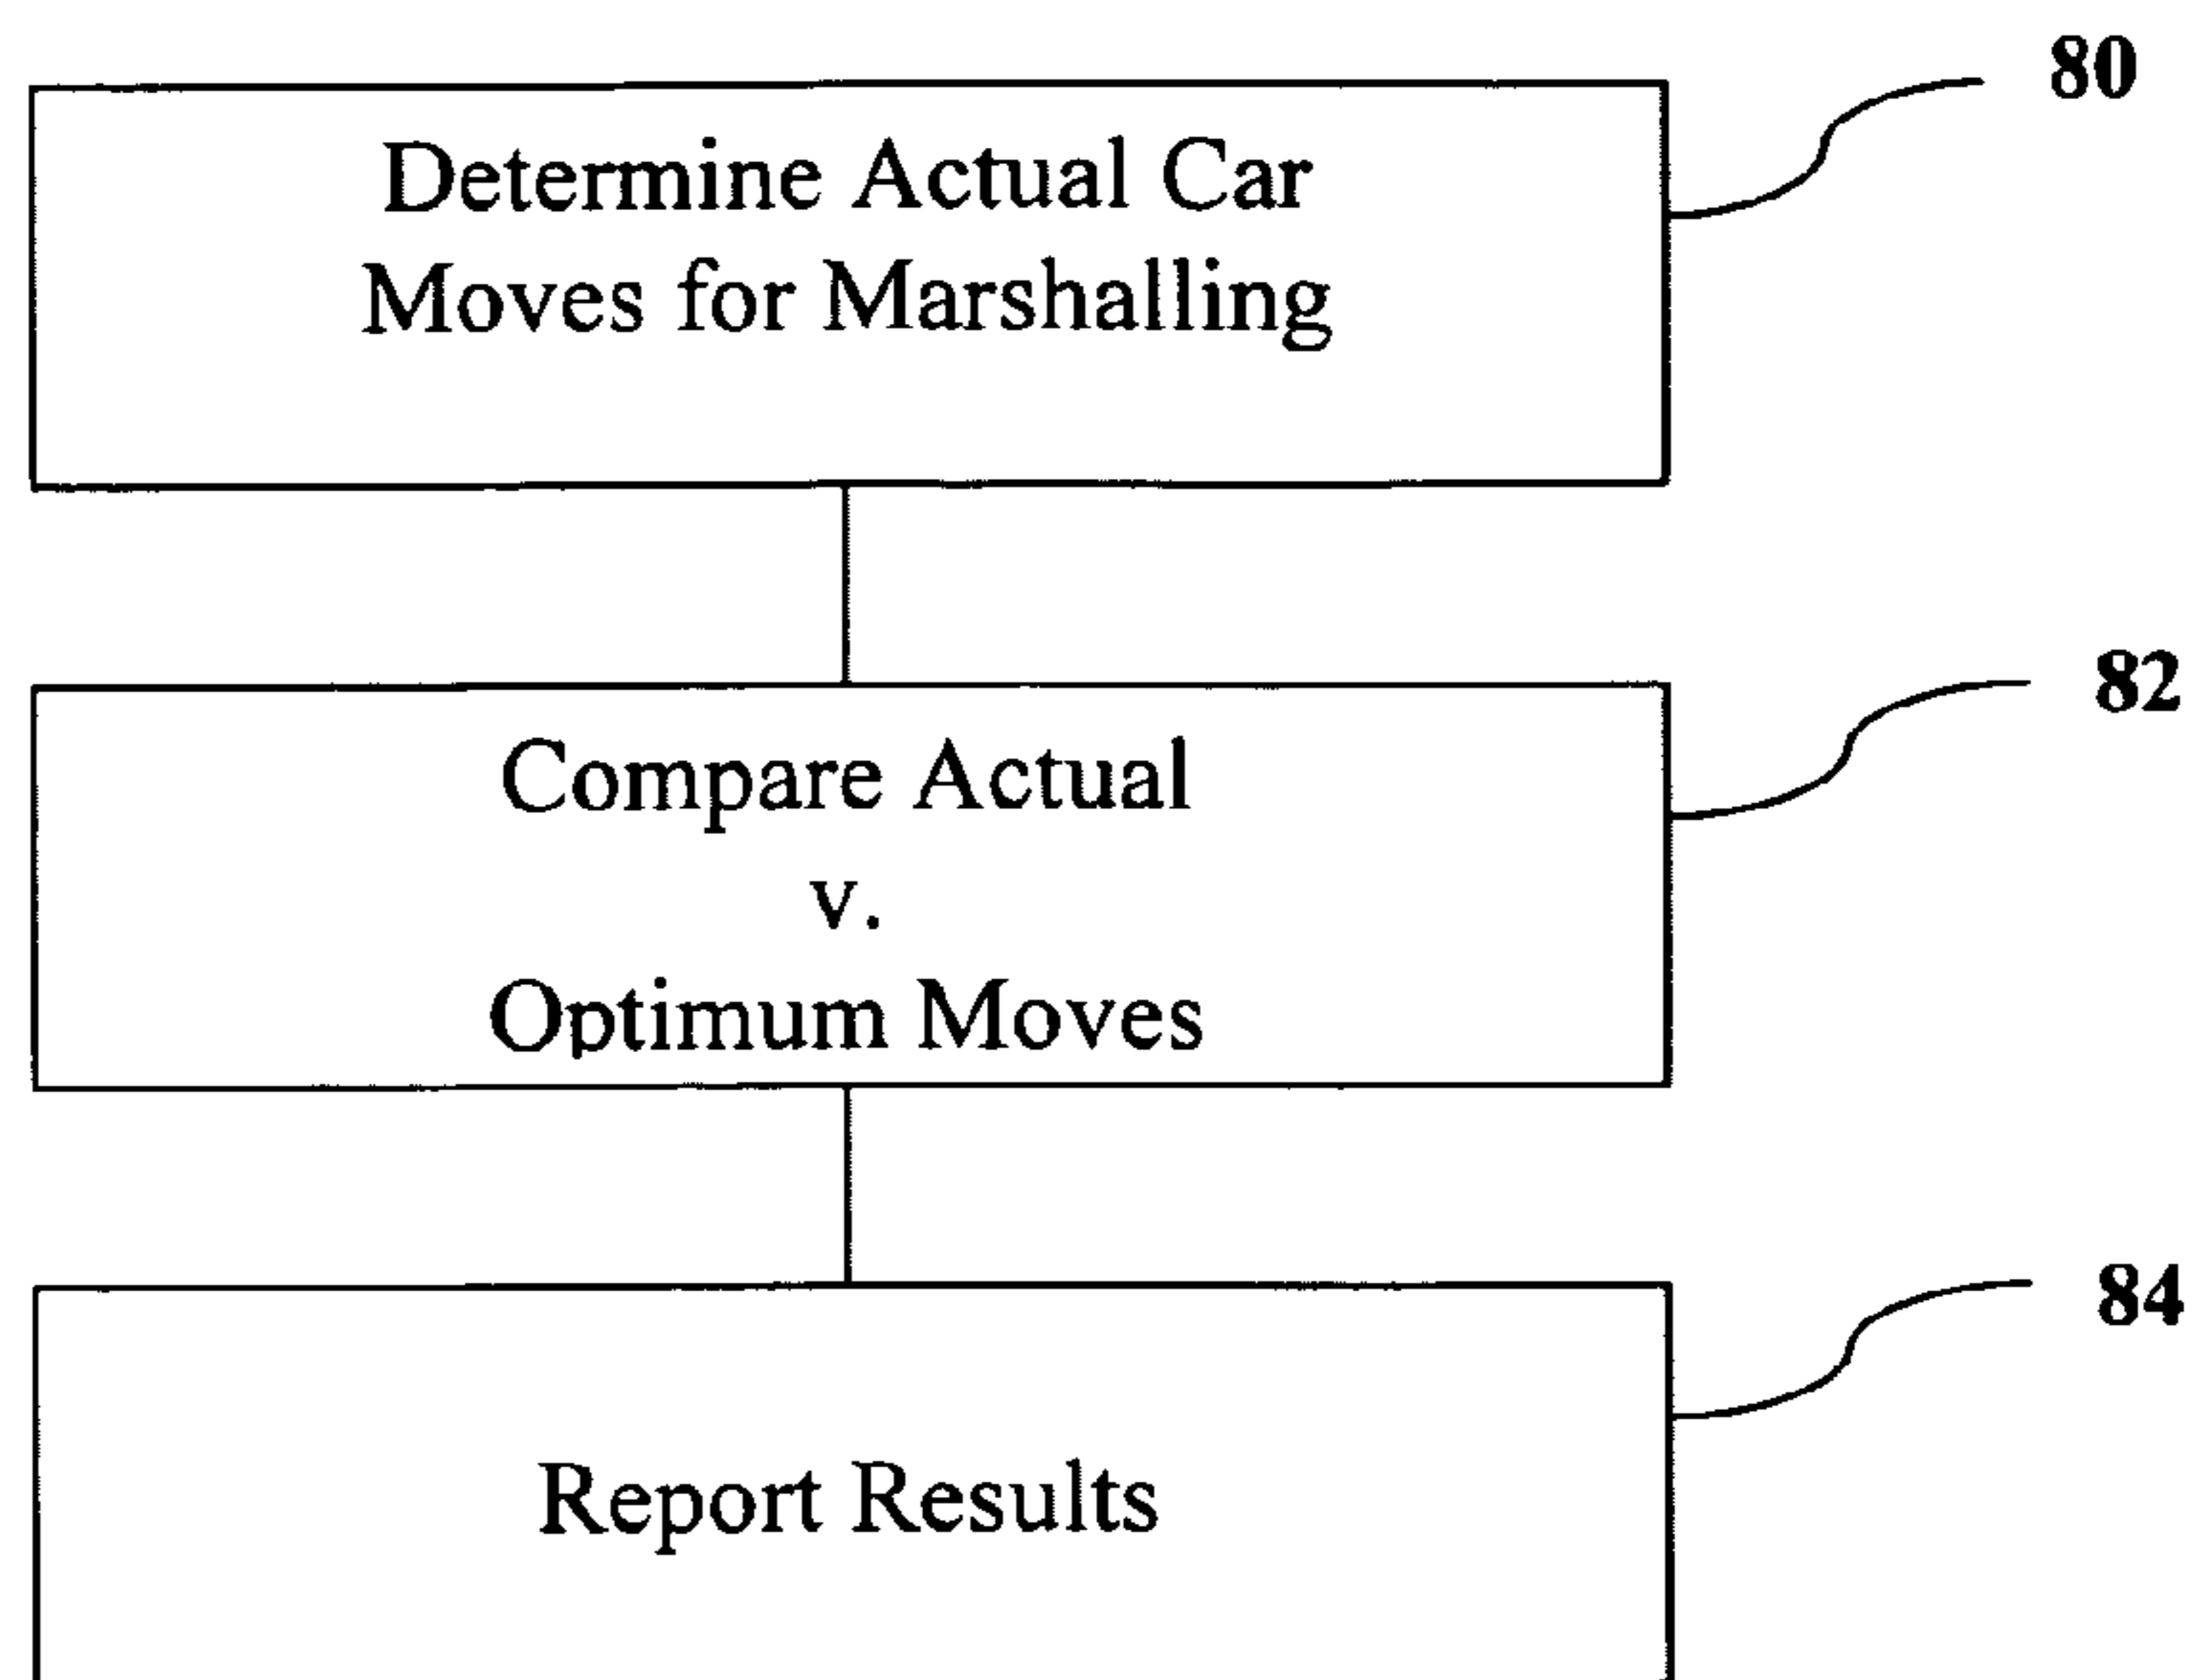 80
Determine Actual Car
Moves for Marshalling
82
Compare Actual
v.
Optimum Moves
84
Report Results